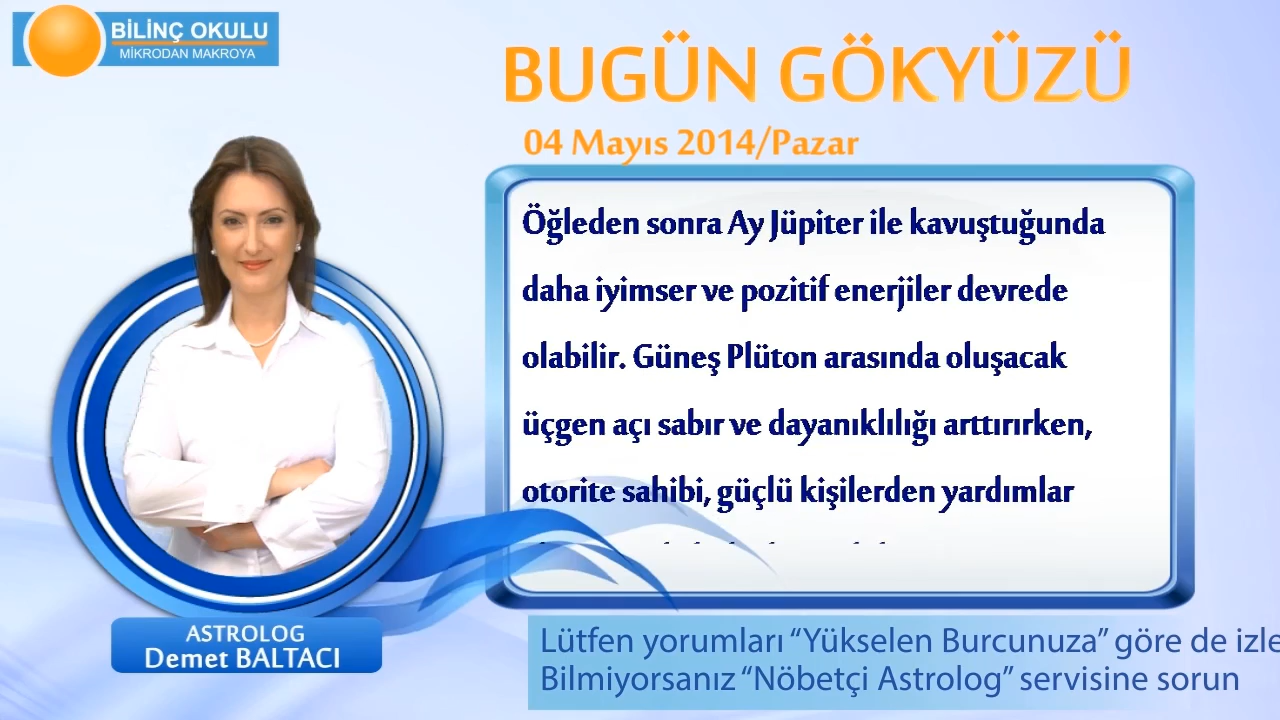 BİLİNÇ OKULU
MİKRODAN MAKROYA
BUGÜN GÖKYÜZÜ
04 Mayıs 2014/Pazar
Öğleden sonra Ay Jüpiter ile kavuştuğunda
daha iyimser ve pozitif enerjiler devrede
olabilir. Güneş Plüton arasında oluşacak
üçgen açı sabır ve dayanıklılığı arttırırken,
otorite sahibi, güçlü kişilerden yardımlar
ASTROLOG
Demet BALTACI
Lütfen yorumları “Yükselen Burcunuza” göre de izle
Bilmiyorsanız “Nöbetçi Astrolog” servisine sorun